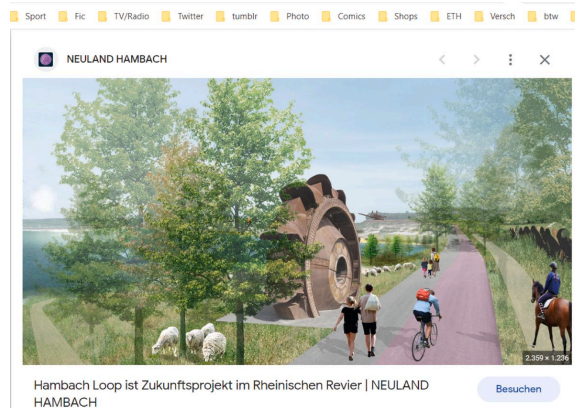 Sport Fic TV/Radio Twitter tumblr Photo Comics Shops ETH Versch btw
NEULAND HAMBACH
2.359 × 1.236
Hambach Loop ist Zukunftsprojekt im Rheinischen Revier | NEULAND
HAMBACH
Besuchen